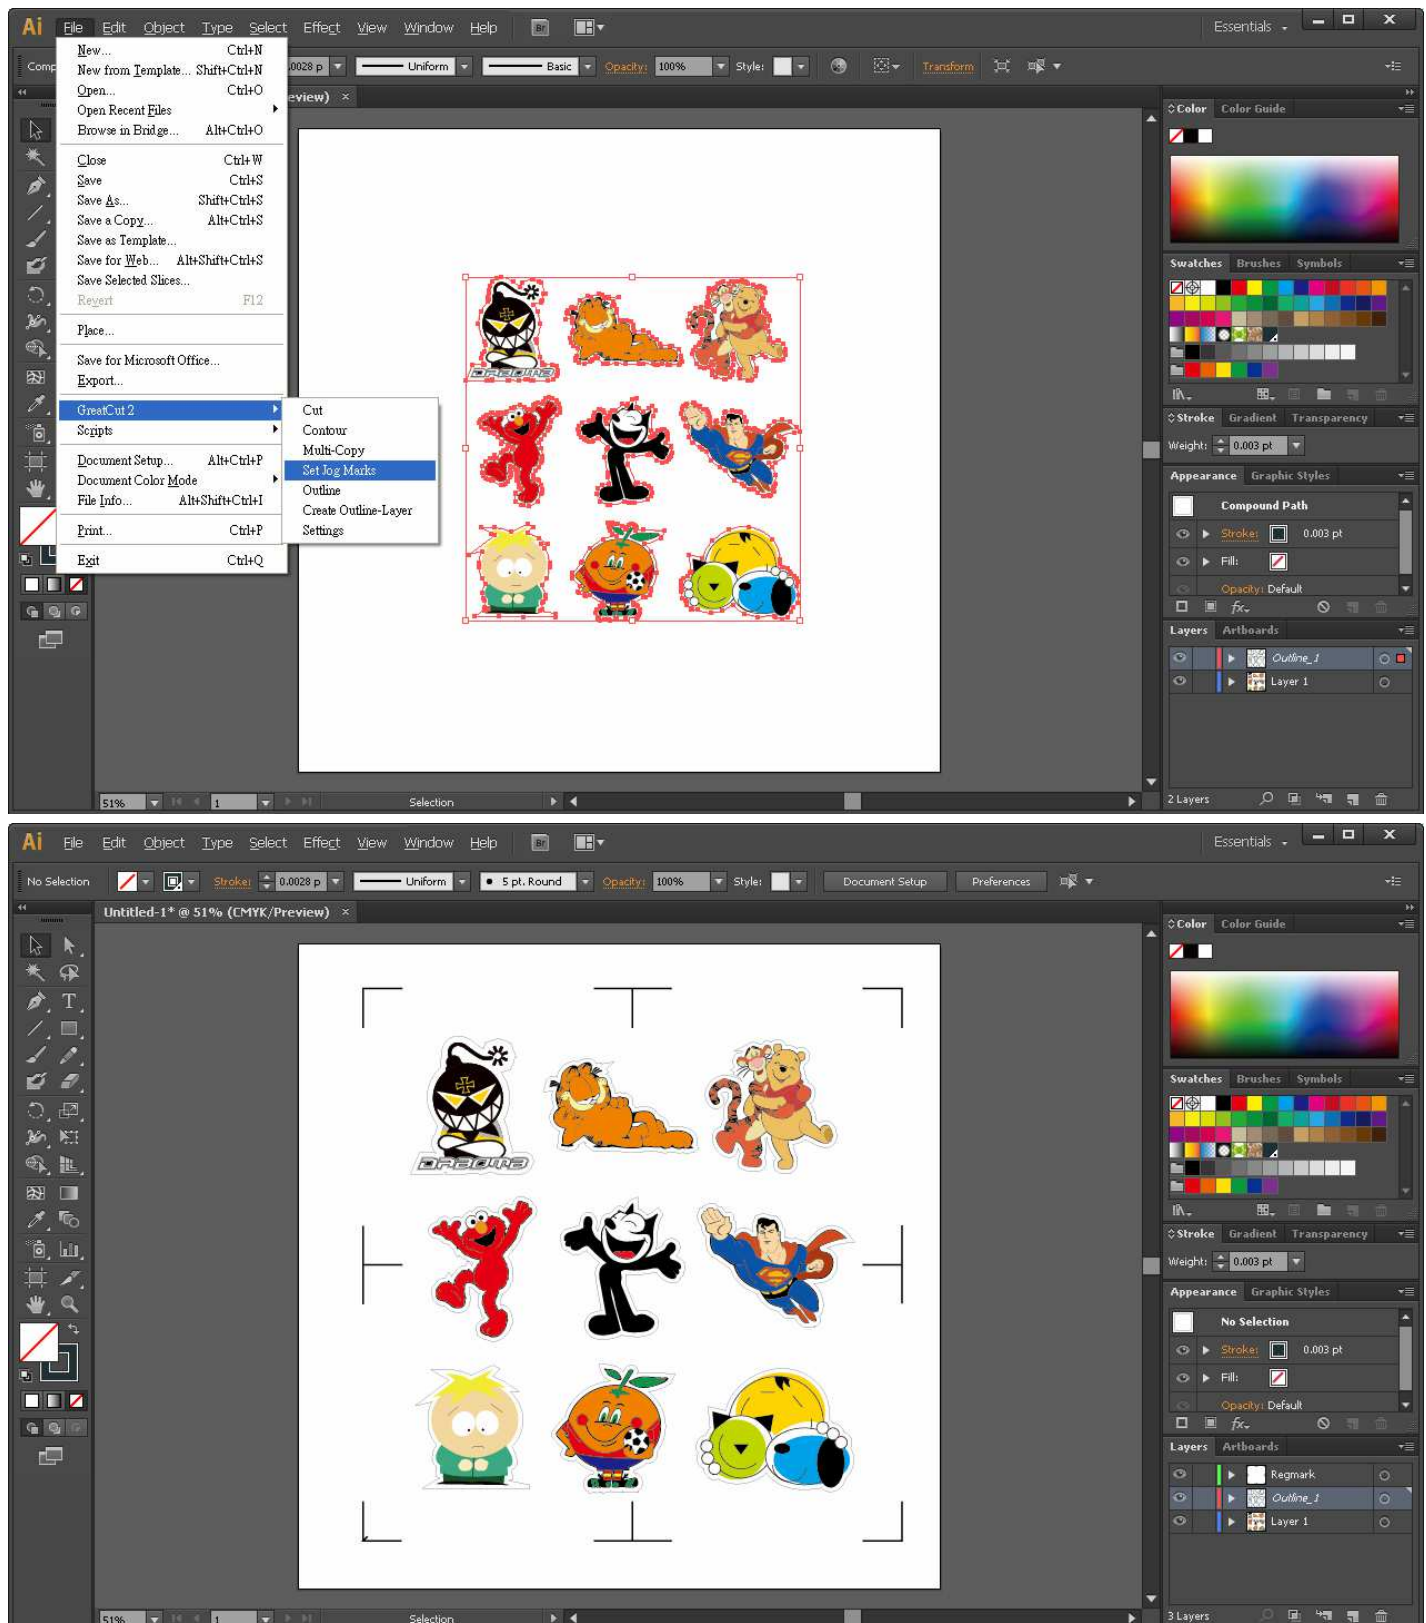 Ai File Edit Object Type Select Effect View Window Help Br Essentials
Comp 0.0028 p Uniform Basic Opacity: 100% Style: Transform
eview) ×
New... Ctrl+N
New from Template... Shift+Ctrl+N
Open... Ctrl+O
Open Recent Files
Browse in Bridge... Alt+Ctrl+O
Close Ctrl+W
Save Ctrl+S
Save As... Shift+Ctrl+S
Save a Copy... Alt+Ctrl+S
Save as Template...
Save for Web... Alt+Shift+Ctrl+S
Save Selected Slices...
Revert F12
Place...
Save for Microsoft Office...
Export...
GreatCut 2
Scripts
Document Setup... Alt+Ctrl+P
Document Color Mode
File Info... Alt+Shift+Ctrl+I
Print... Ctrl+P
Exit Ctrl+Q
Cut
Contour
Multi-Copy
Set Jog Marks
Outline
Create Outline-Layer
Settings
Color Color Guide
Swatches Brushes Symbols
Stroke Gradient Transparency
Weight: 0.003 pt
Appearance Graphic Styles
Compound Path
Stroke: 0.003 pt
Fill:
Opacity: Default
fx
Layers Artboards
Outline_1
Layer 1
2 Layers
51% 1 Selection
Ai File Edit Object Type Select Effect View Window Help Br Essentials
No Selection Stroke: 0.0028 p Uniform 5 pt. Round Opacity: 100% Style: Document Setup Preferences
Untitled-1* @ 51% (CMYK/Preview) ×
Color Color Guide
Swatches Brushes Symbols
Stroke Gradient Transparency
Weight: 0.003 pt
Appearance Graphic Styles
No Selection
Stroke: 0.003 pt
Fill:
Opacity: Default
fx
Layers Artboards
Regmark
Outline_1
Layer 1
3 Layers
51% 1 Selection